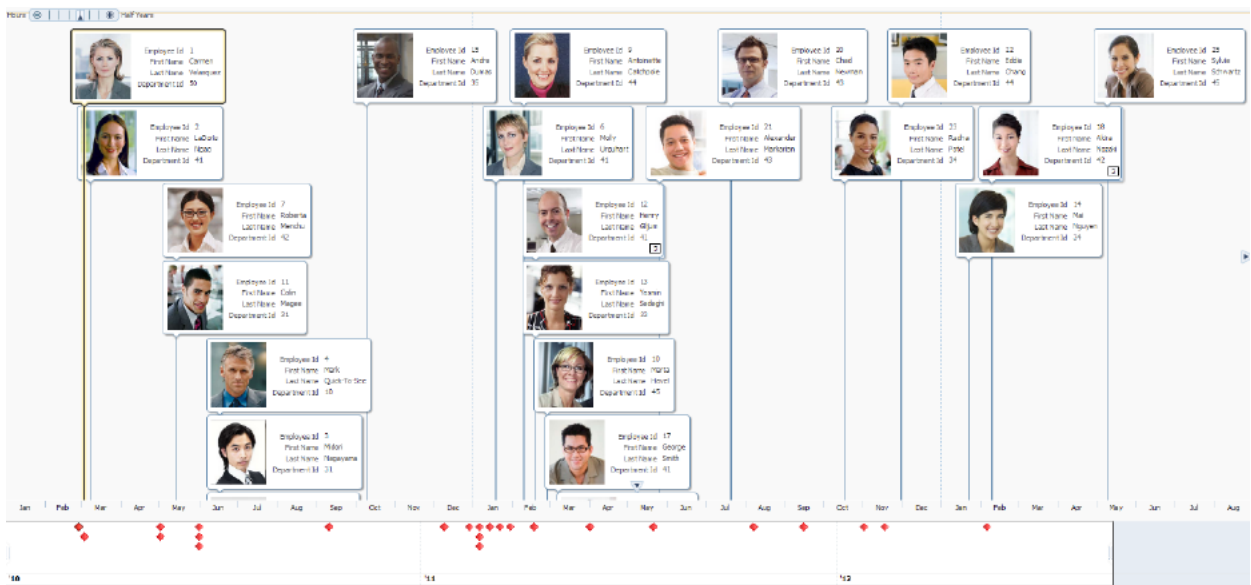 Hours
Half Years
Employee Id 1
First Name Carmen
Last Name Velasquez
Department Id 50
Employee Id 15
First Name Andre
Last Name Dumas
Department Id 35
Employee Id 9
First Name Antoinette
Last Name Catchpole
Department Id 44
Employee Id 20
First Name Chad
Last Name Newman
Department Id 43
Employee Id 22
First Name Eddie
Last Name Chang
Department Id 44
Employee Id 25
First Name Sylvie
Last Name Schwartz
Department Id 45
Employee Id 2
First Name LaDoris
Last Name Ngao
Department Id 41
Employee Id 6
First Name Molly
Last Name Urguhart
Department Id 41
Employee Id 21
First Name Alexander
Last Name Markarian
Department Id 43
Employee Id 23
First Name Radha
Last Name Patel
Department Id 34
Employee Id 18
First Name Akira
Last Name Nozaki
Department Id 42
Employee Id 7
First Name Roberta
Last Name Menchu
Department Id 42
Employee Id 12
First Name Henry
Last Name Giljum
Department Id 41
Employee Id 14
First Name Mai
Last Name Nguyen
Department Id 34
Employee Id 11
First Name Colin
Last Name Magee
Department Id 31
Employee Id 13
First Name Yasmin
Last Name Sedeghi
Department Id
Employee Id 4
First Name Mark
Last Name Quick-To-See
Department Id 10
Employee Id 10
First Name Marta
Last Name Havel
Department Id 45
Employee Id 3
First Name Midori
Last Name Nagayama
Department Id 31
Employee Id 17
First Name George
Last Name Smith
Department Id 41
Jan Feb Mar Apr May Jun Jul Aug Sep Oct Nov Dec Jan Feb Mar Apr May Jun Jul Aug Sep Oct Nov Dec Jan Feb Mar Apr May Jun Jul Aug
'10 '11 '12